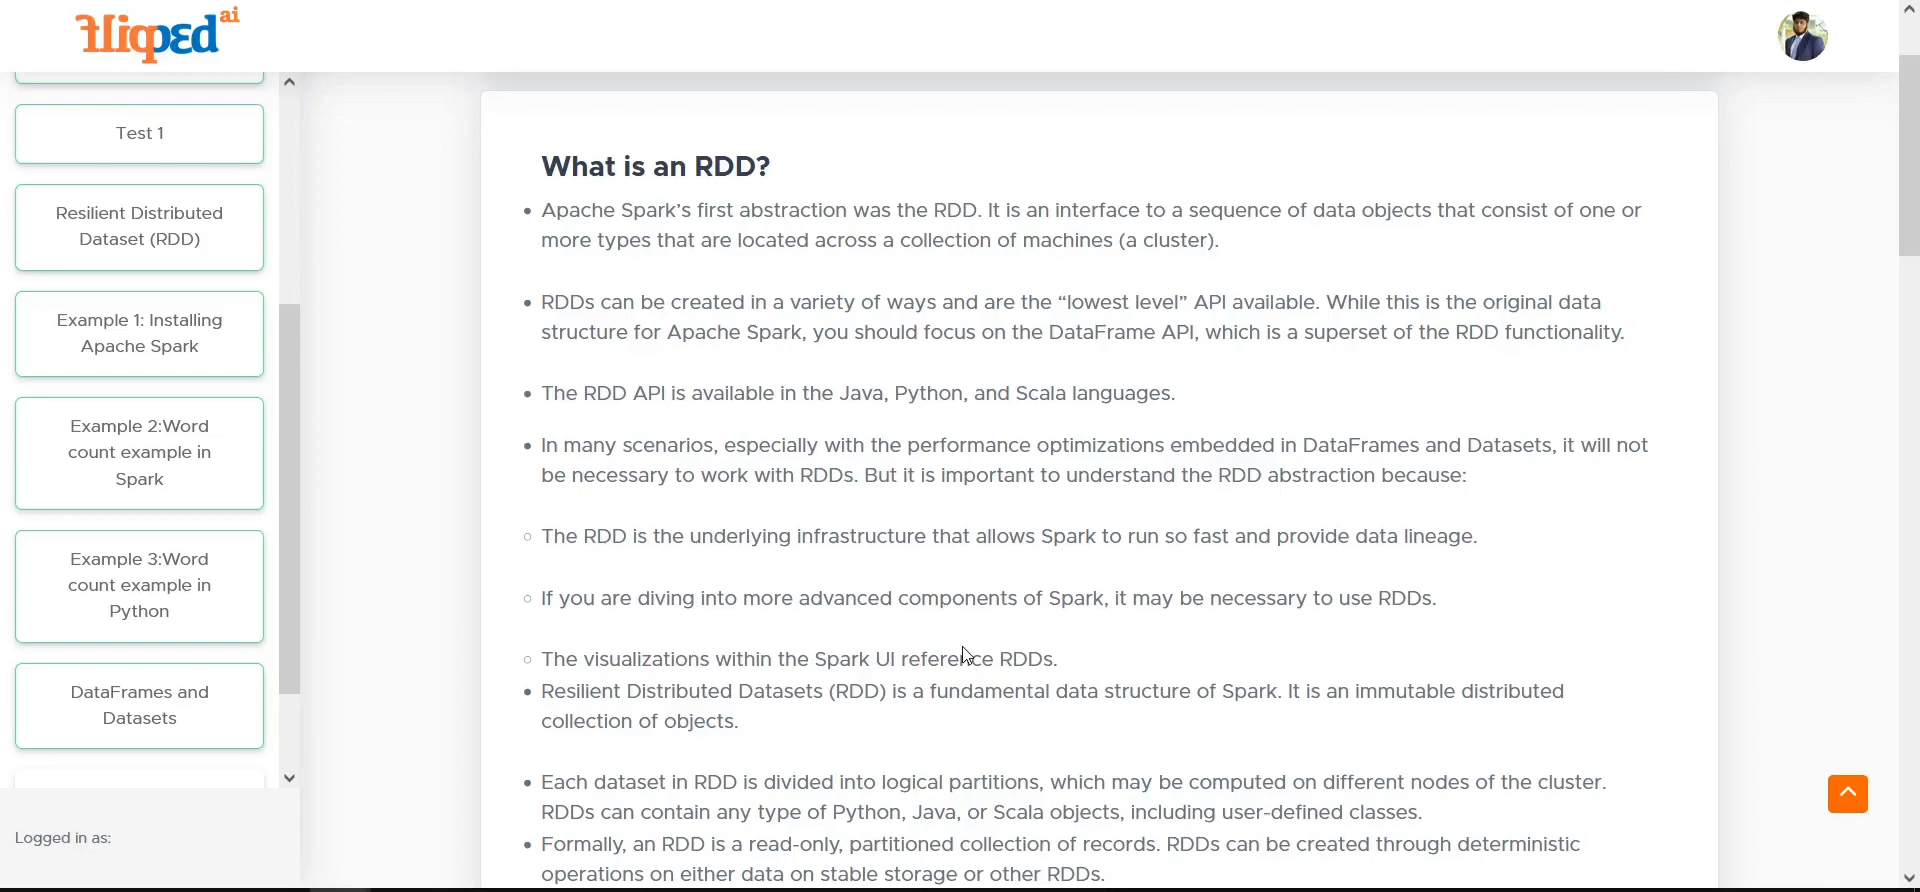 flipped ai
Test 1
Resilient Distributed
Dataset (RDD)
Example 1: Installing
Apache Spark
Example 2:Word
count example in
Spark
Example 3:Word
count example in
Python
DataFrames and
Datasets
Logged in as:
What is an RDD?
• Apache Spark’s first abstraction was the RDD. It is an interface to a sequence of data objects that consist of one or
more types that are located across a collection of machines (a cluster).
• RDDs can be created in a variety of ways and are the “lowest level” API available. While this is the original data
structure for Apache Spark, you should focus on the DataFrame API, which is a superset of the RDD functionality.
• The RDD API is available in the Java, Python, and Scala languages.
• In many scenarios, especially with the performance optimizations embedded in DataFrames and Datasets, it will not
be necessary to work with RDDs. But it is important to understand the RDD abstraction because:
○ The RDD is the underlying infrastructure that allows Spark to run so fast and provide data lineage.
○ If you are diving into more advanced components of Spark, it may be necessary to use RDDs.
○ The visualizations within the Spark UI reference RDDs.
• Resilient Distributed Datasets (RDD) is a fundamental data structure of Spark. It is an immutable distributed
collection of objects.
• Each dataset in RDD is divided into logical partitions, which may be computed on different nodes of the cluster.
RDDs can contain any type of Python, Java, or Scala objects, including user-defined classes.
• Formally, an RDD is a read-only, partitioned collection of records. RDDs can be created through deterministic
operations on either data on stable storage or other RDDs.